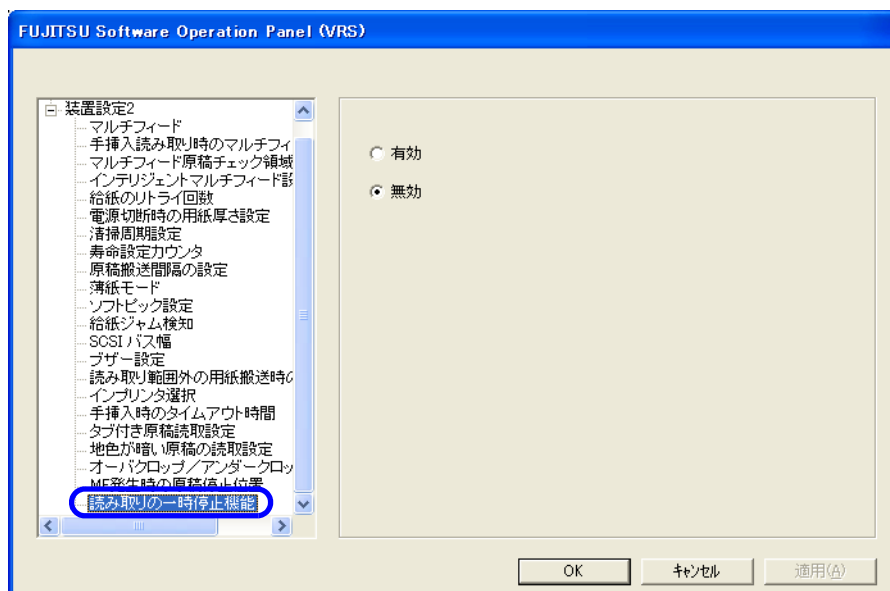 FUJITSU Software Operation Panel (VRS)
装置設定2
マルチフィード
手挿入読み取り時のマルチフィ
マルチフィード原稿チェック領域
インテリジェントマルチフィード設
給紙のリトライ回数
電源切断時の用紙厚さ設定
清掃周期設定
寿命設定カウンタ
原稿搬送間隔の設定
薄紙モード
ソフトピック設定
給紙ジャム検知
SCSI バス幅
ブザー設定
読み取り範囲外の用紙搬送時の
インプリンタ選択
手挿入時のタイムアウト時間
タブ付き原稿読取設定
地色が暗い原稿の読取設定
オーバクロップ/アンダークロッ
MF発生時の原稿停止位置
読み取りの一時停止機能
有効
無効
OK
キャンセル
適用(A)